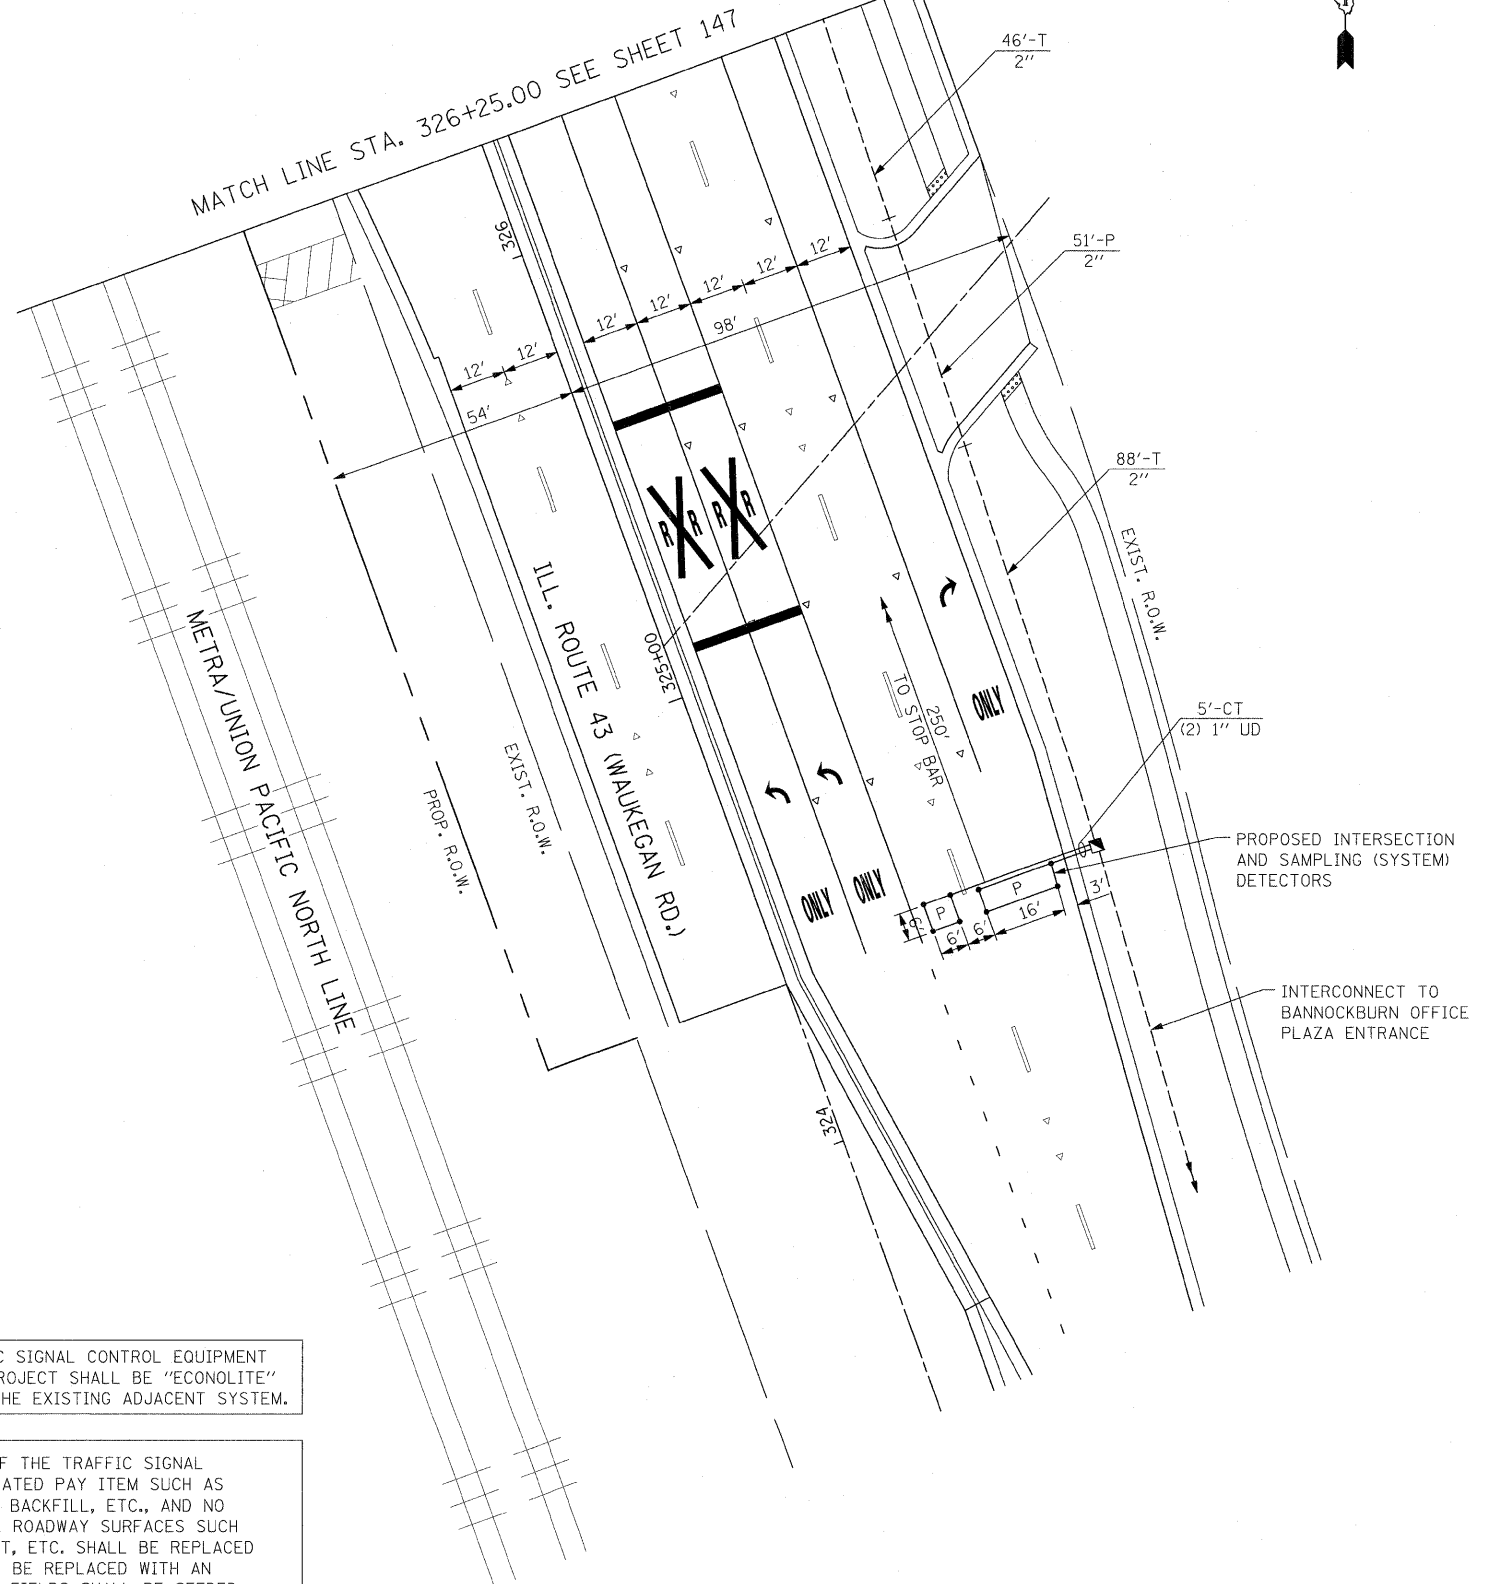 MATCH LINE STA. 326+25.00 SEE SHEET 147
46'-T
2"
51'-P
2"
88'-T
2"
326
12'
12'
12'
12'
12'
12'
12'
98'
54'
R R
R R
EXIST. R.O.W.
ILL. ROUTE 43 (WAUKEGAN RD.)
325+00
METRA/UNION PACIFIC NORTH LINE
250'
TO STOP BAR
ONLY
5'-CT
(2) 1" UD
EXIST. R.O.W.
PROP. R.O.W.
PROPOSED INTERSECTION
AND SAMPLING (SYSTEM)
DETECTORS
ONLY
ONLY
P
P
3'
16'
6'
6'
6'
INTERCONNECT TO
BANNOCKBURN OFFICE
PLAZA ENTRANCE
324
SIGNAL CONTROL EQUIPMENT
SHALL BE "ECONOLITE"
EXISTING ADJACENT SYSTEM.
THE TRAFFIC SIGNAL
PAY ITEM SUCH AS
BACKFILL, ETC., AND NO
ROADWAY SURFACES SUCH
ETC. SHALL BE REPLACED
BE REPLACED WITH AN